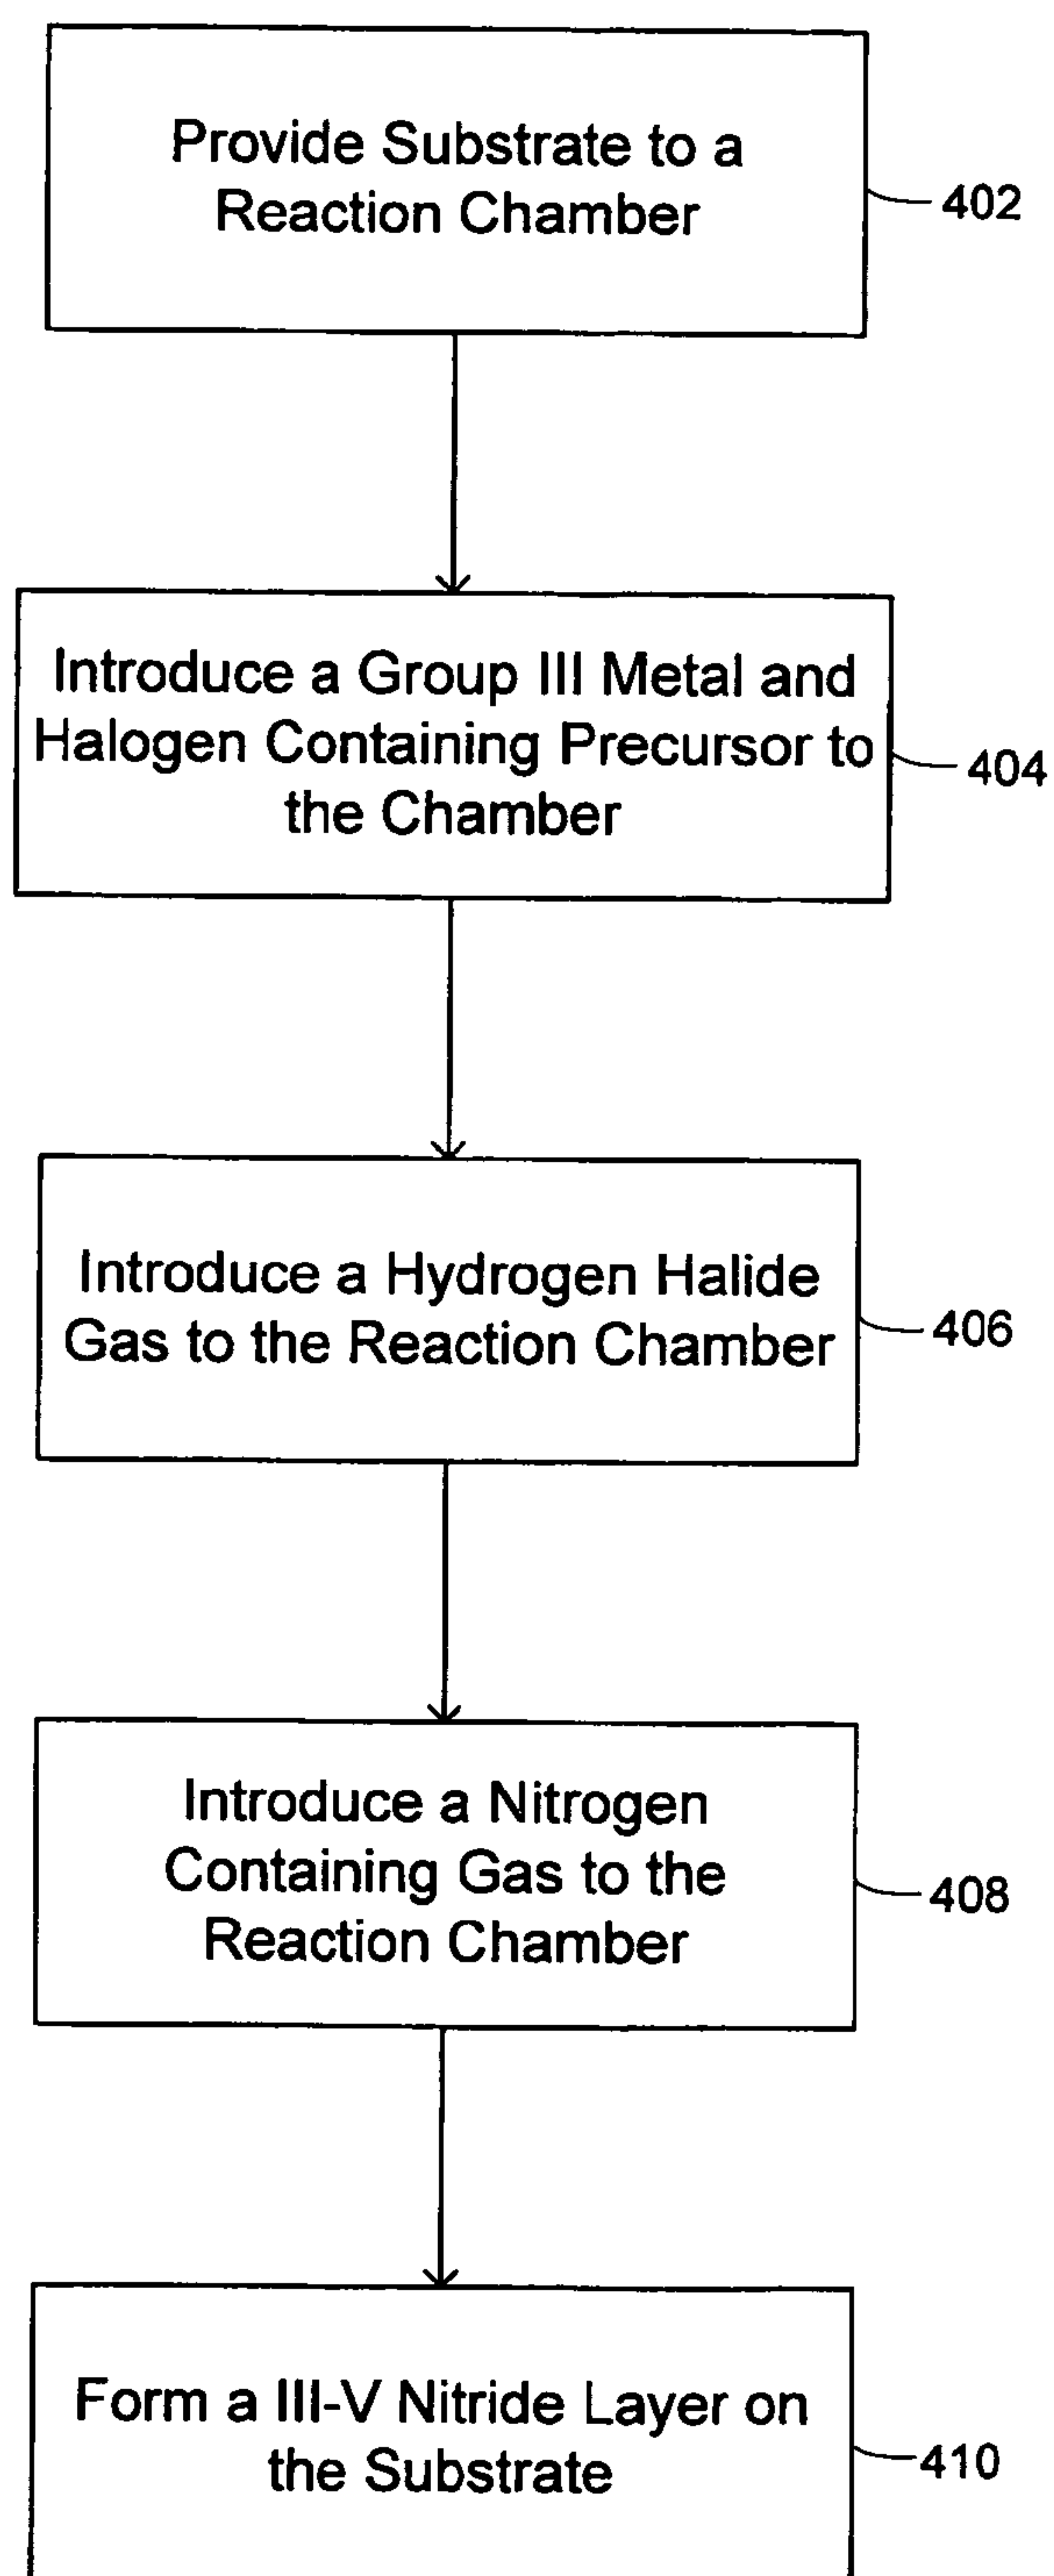 Provide Substrate to a
Reaction Chamber
402
Introduce a Group III Metal and
Halogen Containing Precursor to
the Chamber
404
Introduce a Hydrogen Halide
Gas to the Reaction Chamber
406
Introduce a Nitrogen
Containing Gas to the
Reaction Chamber
408
Form a III-V Nitride Layer on
the Substrate
410